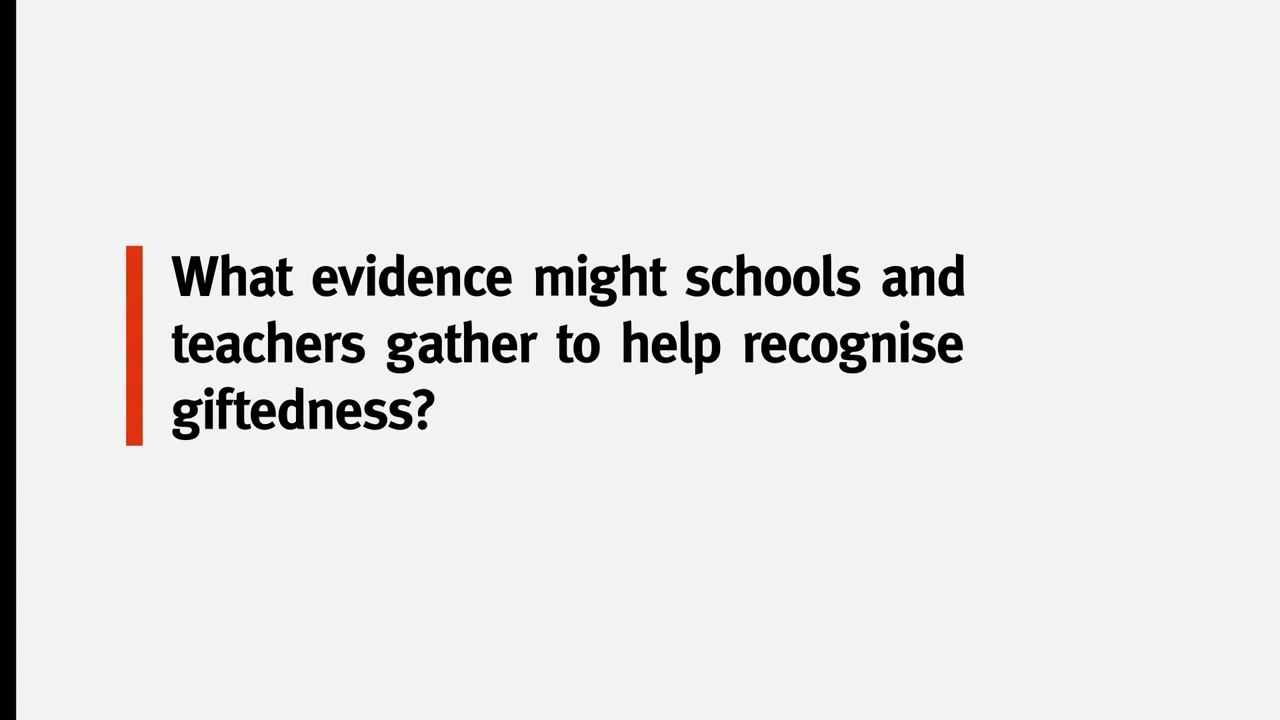 What evidence might schools and
teachers gather to help recognise
giftedness?